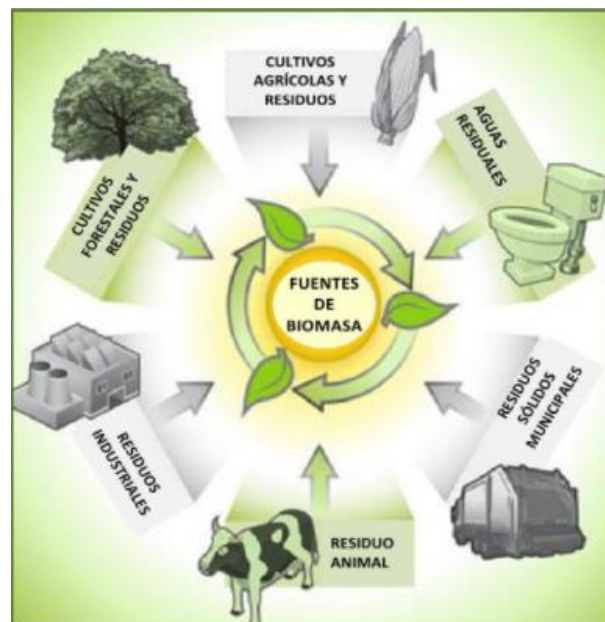 CULTIVOS
AGRÍCOLAS Y
RESIDUOS
AGUAS
RESIDUALES
CULTIVOS
FORESTALES Y
RESIDUOS
FUENTES
DE
BIOMASA
RESIDUOS
SÓLIDOS
MUNICIPALES
RESIDUOS
INDUSTRIALES
RESIDUO
ANIMAL